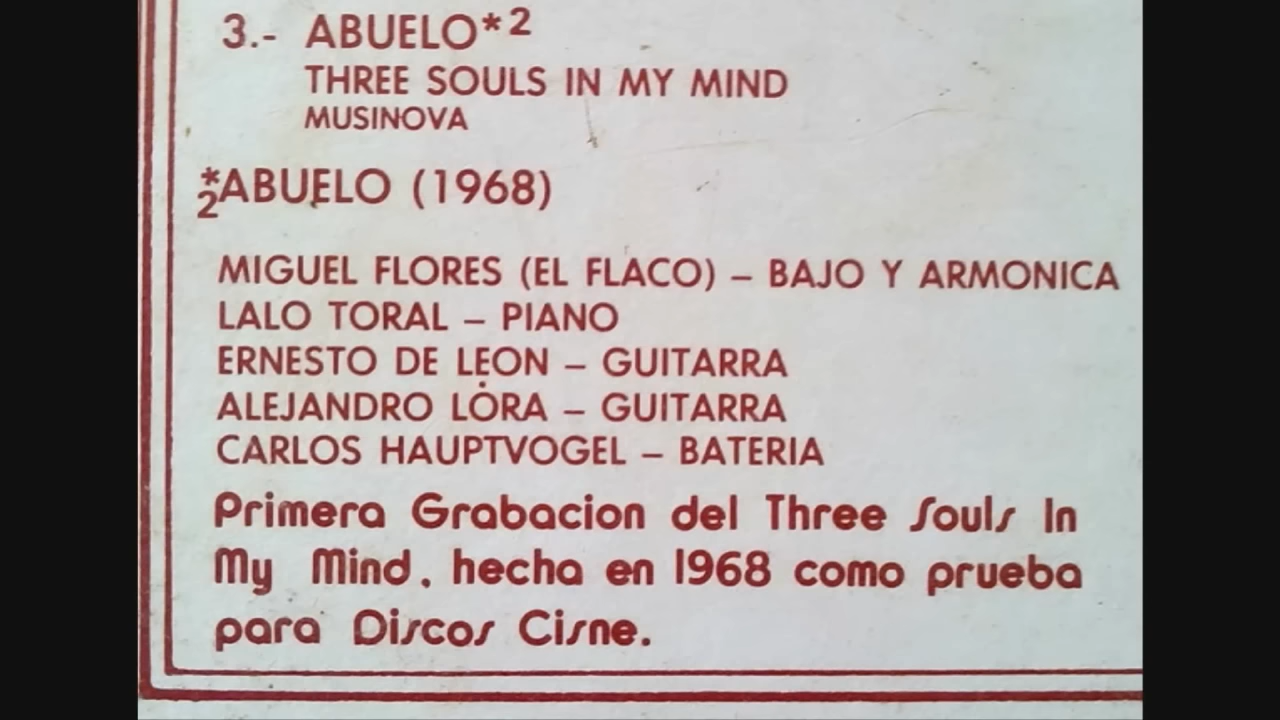 3.- ABUELO*2
THREE SOULS IN MY MIND
MUSINOVA
*2 ABUELO (1968)
MIGUEL FLORES (EL FLACO) – BAJO Y ARMONICA
LALO TORAL – PIANO
ERNESTO DE LEON – GUITARRA
ALEJANDRO LORA – GUITARRA
CARLOS HAUPTVOGEL – BATERIA
Primera Grabacion del Three Souls In
My Mind, hecha en 1968 como prueba
para Discos Cisne.